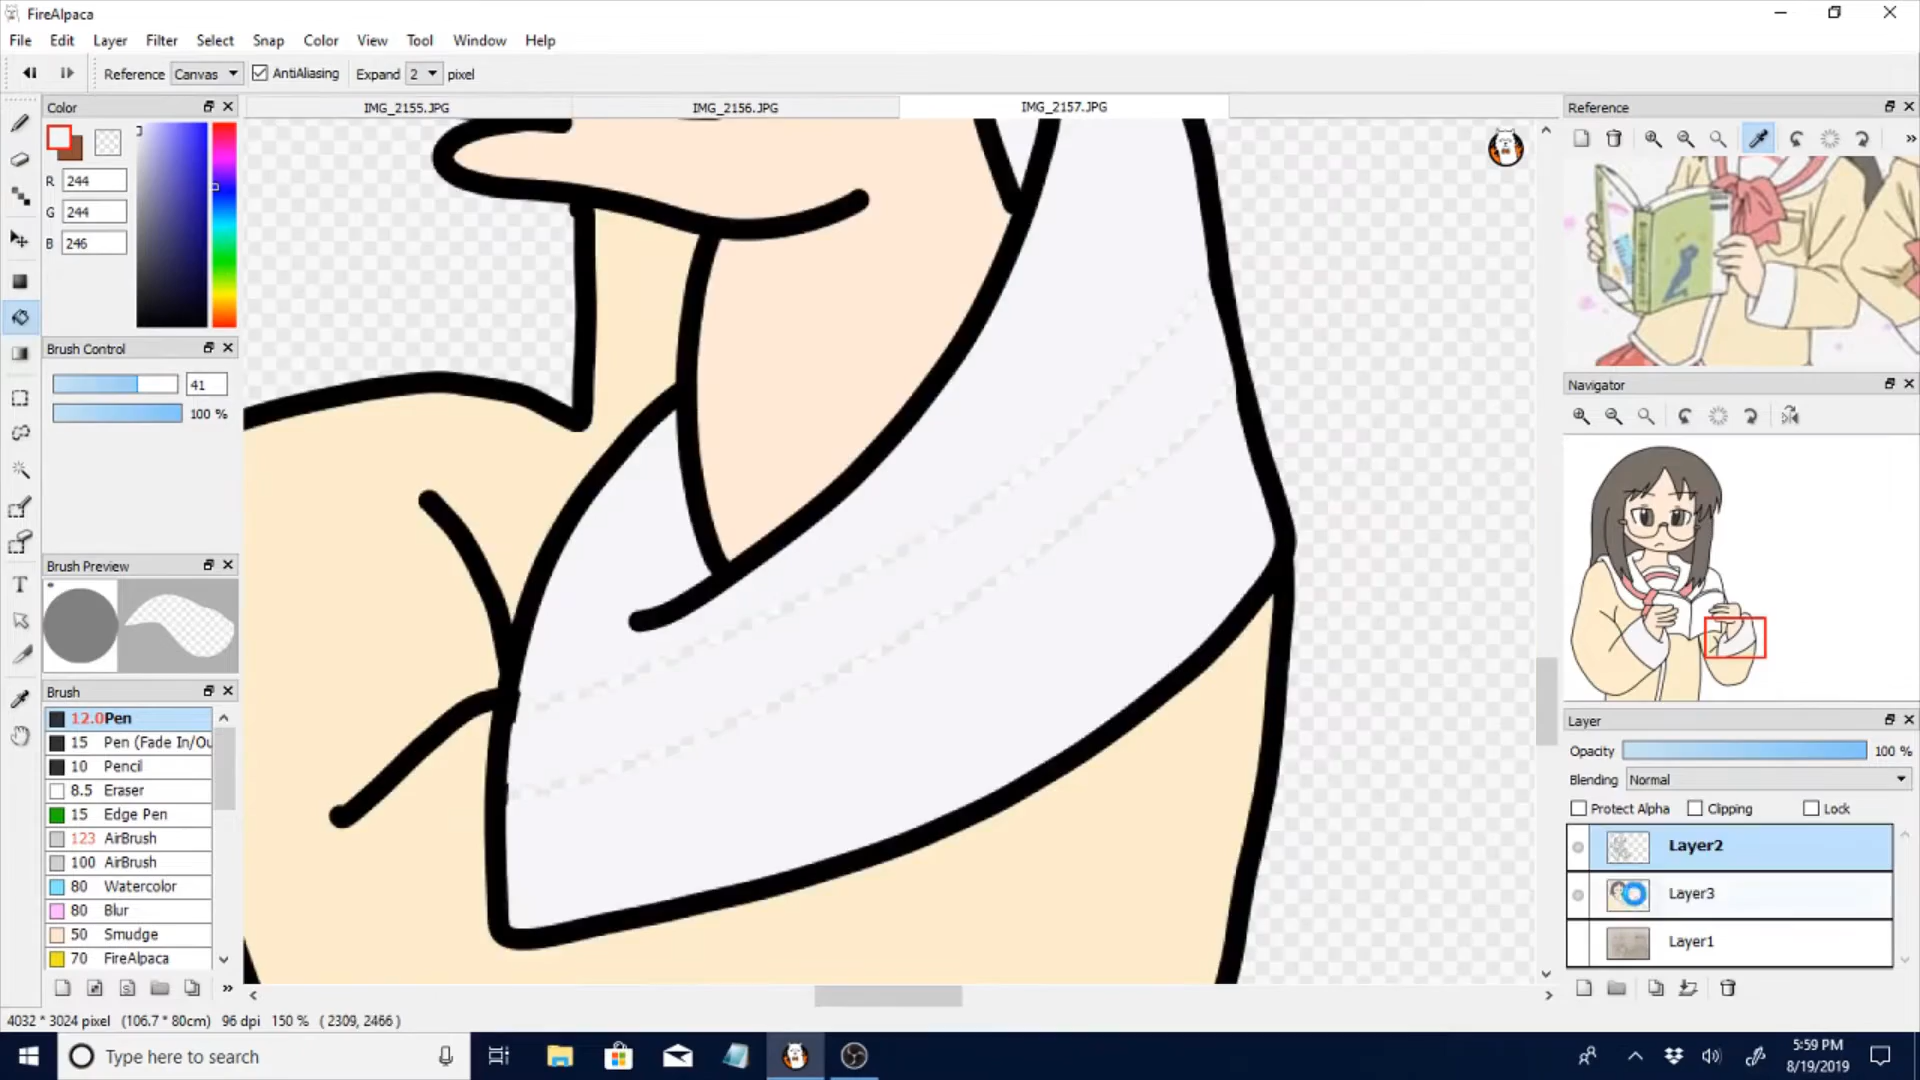 FireAlpaca
File Edit Layer Filter Select Snap Color View Tool Window Help
Reference Canvas AntiAliasing Expand 2 pixel
Color
R 244
G 244
B 246
Brush Control
41
100 %
Brush Preview
Brush
12.0Pen
15 Pen (Fade In/Ou
10 Pencil
8.5 Eraser
15 Edge Pen
123 AirBrush
100 AirBrush
80 Watercolor
80 Blur
50 Smudge
70 FireAlpaca
IMG_2155.JPG IMG_2156.JPG IMG_2157.JPG
Reference
Navigator
Layer
Opacity 100 %
Blending Normal
Protect Alpha Clipping Lock
Layer2
Layer3
Layer1
4032 * 3024 pixel (106.7 * 80cm) 96 dpi 150 % ( 2309, 2466 )
Type here to search
5:59 PM
8/19/2019